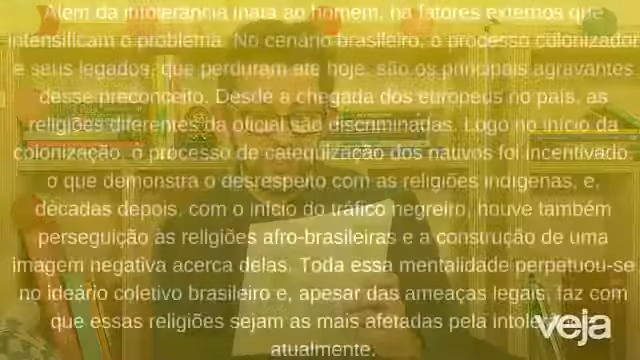 Além da intolerância inata ao homem, há fatores externos que
intensificam o problema. No cenário brasileiro, o processo colonizador
e seus legados, que perduram até hoje, são os principais agravantes
desse preconceito. Desde a chegada dos europeus no país, as
religiões diferentes da oficial são discriminadas. Logo no início da
colonização, o processo de catequização dos nativos foi incentivado,
o que demonstra o desrespeito com as religiões indígenas, e,
décadas depois, com o início do tráfico negreiro, houve também
perseguição as religiões afro-brasileiras e a construção de uma
imagem negativa acerca delas. Toda essa mentalidade perpetuou-se
no ideário coletivo brasileiro e, apesar das ameaças legais, faz com
que essas religiões sejam as mais afetadas pela intolerância
atualmente.
veja